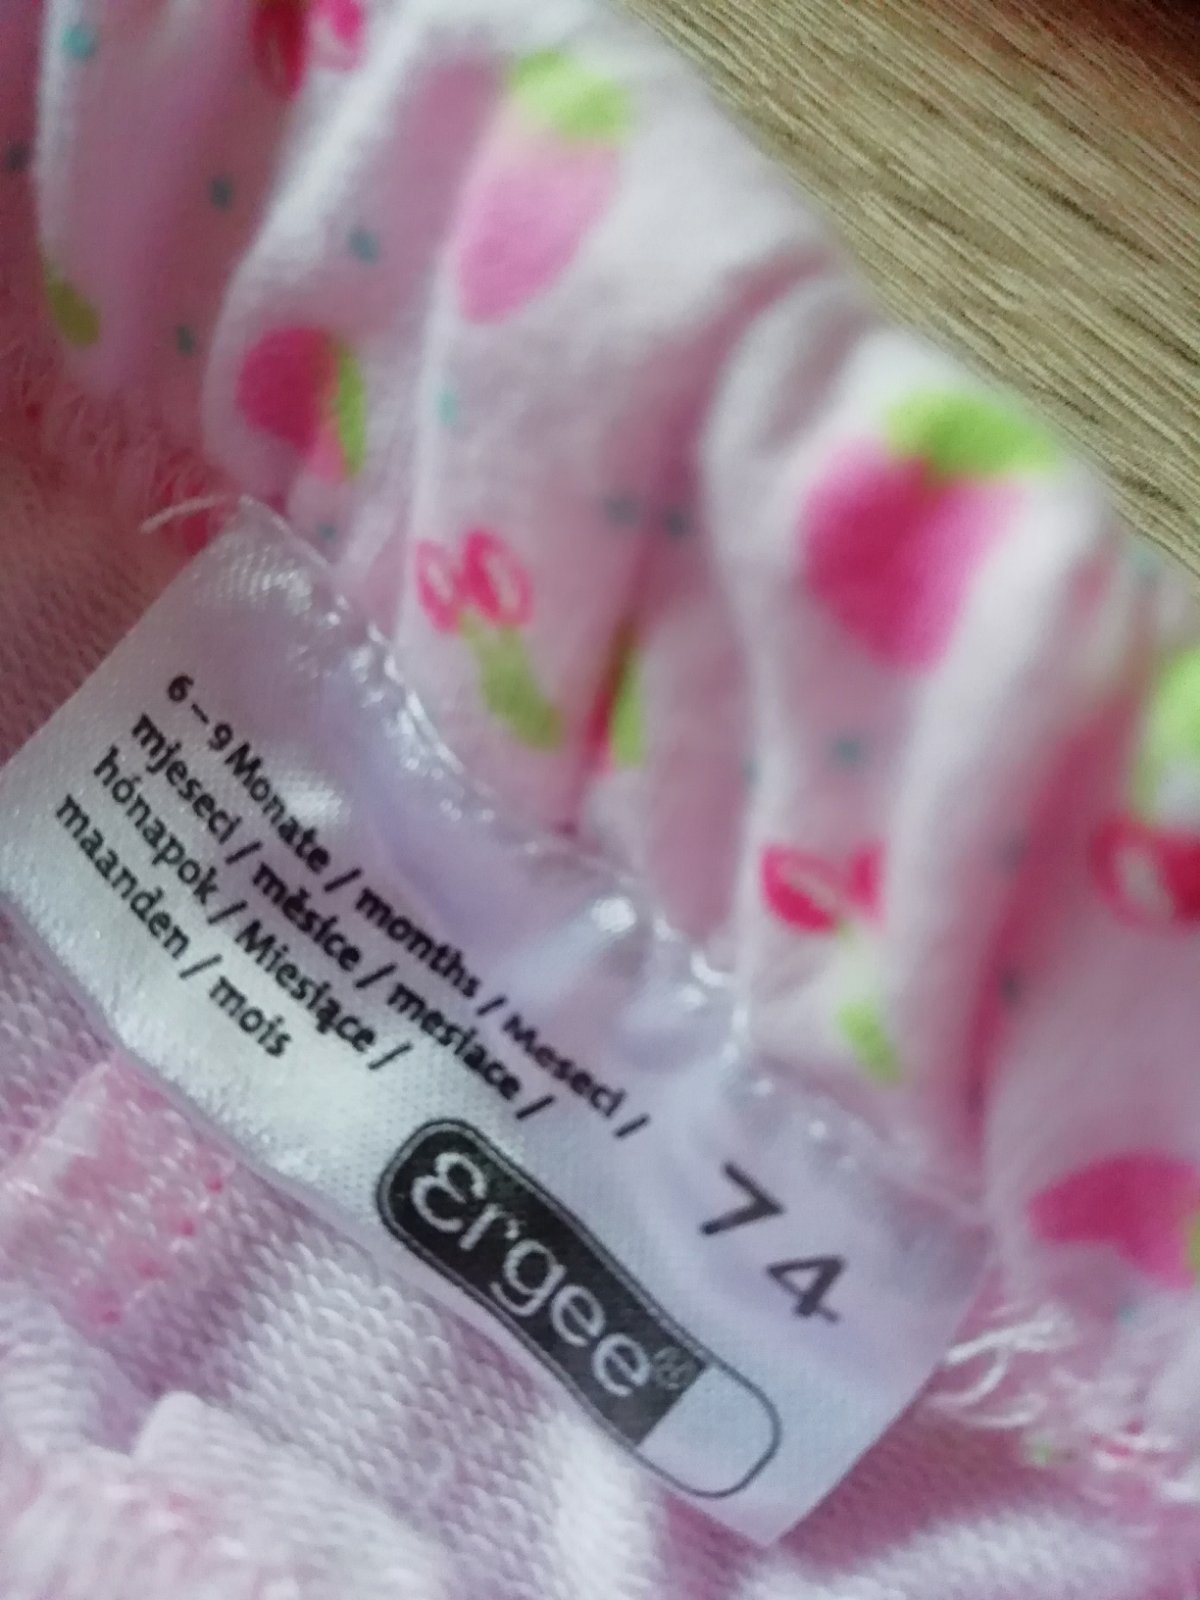 6-9 Monate / months / Meseci /
mjeseci / měsíce / mesiace /
hónapok / Miesiące /
maanden / mois
74
Ergee®